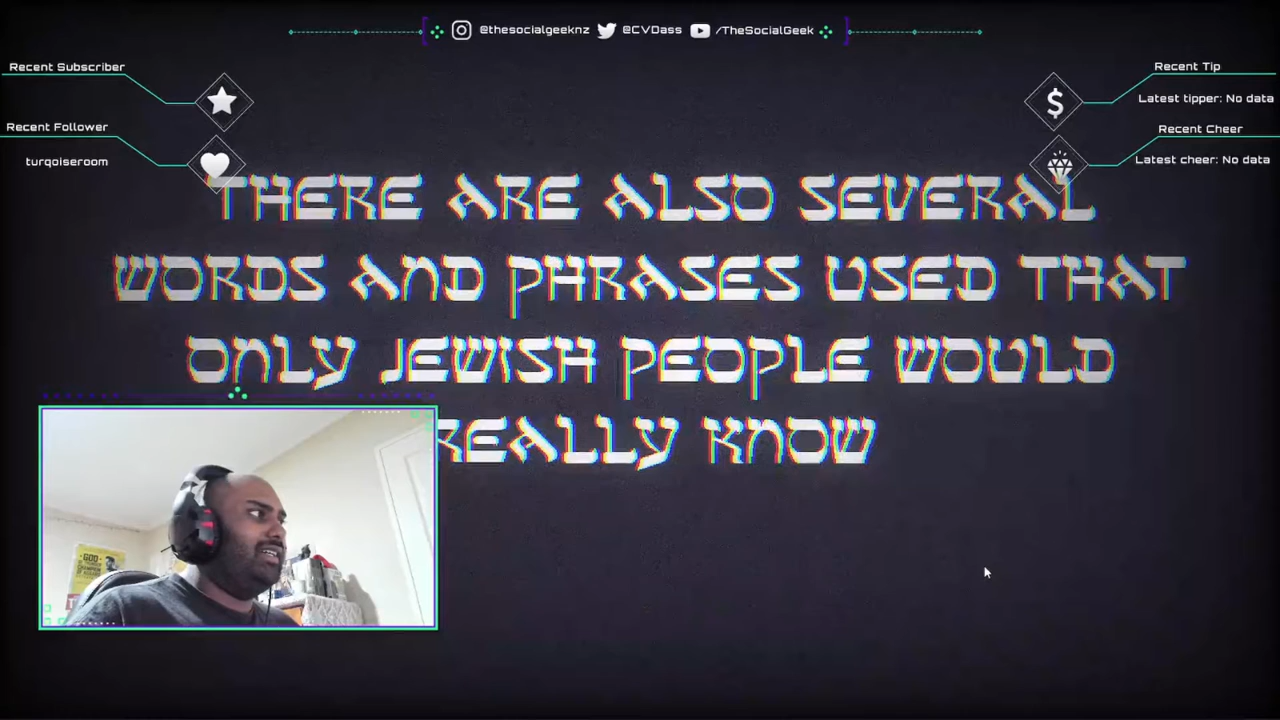 @thesocialgeeknz @CVDass /TheSocialGeek
Recent Subscriber
Recent Follower
turqoiseroom
Recent Tip
Latest tipper: No data
Recent Cheer
Latest cheer: No data
THERE ARE ALSO SEVERAL
WORDS AND PHRASES USED THAT
ONLY JEWISH PEOPLE WOULD
REALLY KNOW
GOD